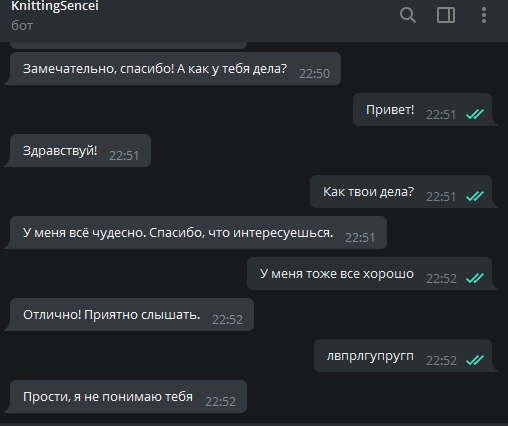 KnittingSencei
бот
Замечательно, спасибо! А как у тебя дела? 22:50
Привет! 22:51
Здравствуй! 22:51
Как твои дела? 22:51
У меня всё чудесно. Спасибо, что интересуешься. 22:51
У меня тоже все хорошо 22:52
Отлично! Приятно слышать. 22:52
лвпрлгупругп 22:52
Прости, я не понимаю тебя 22:52